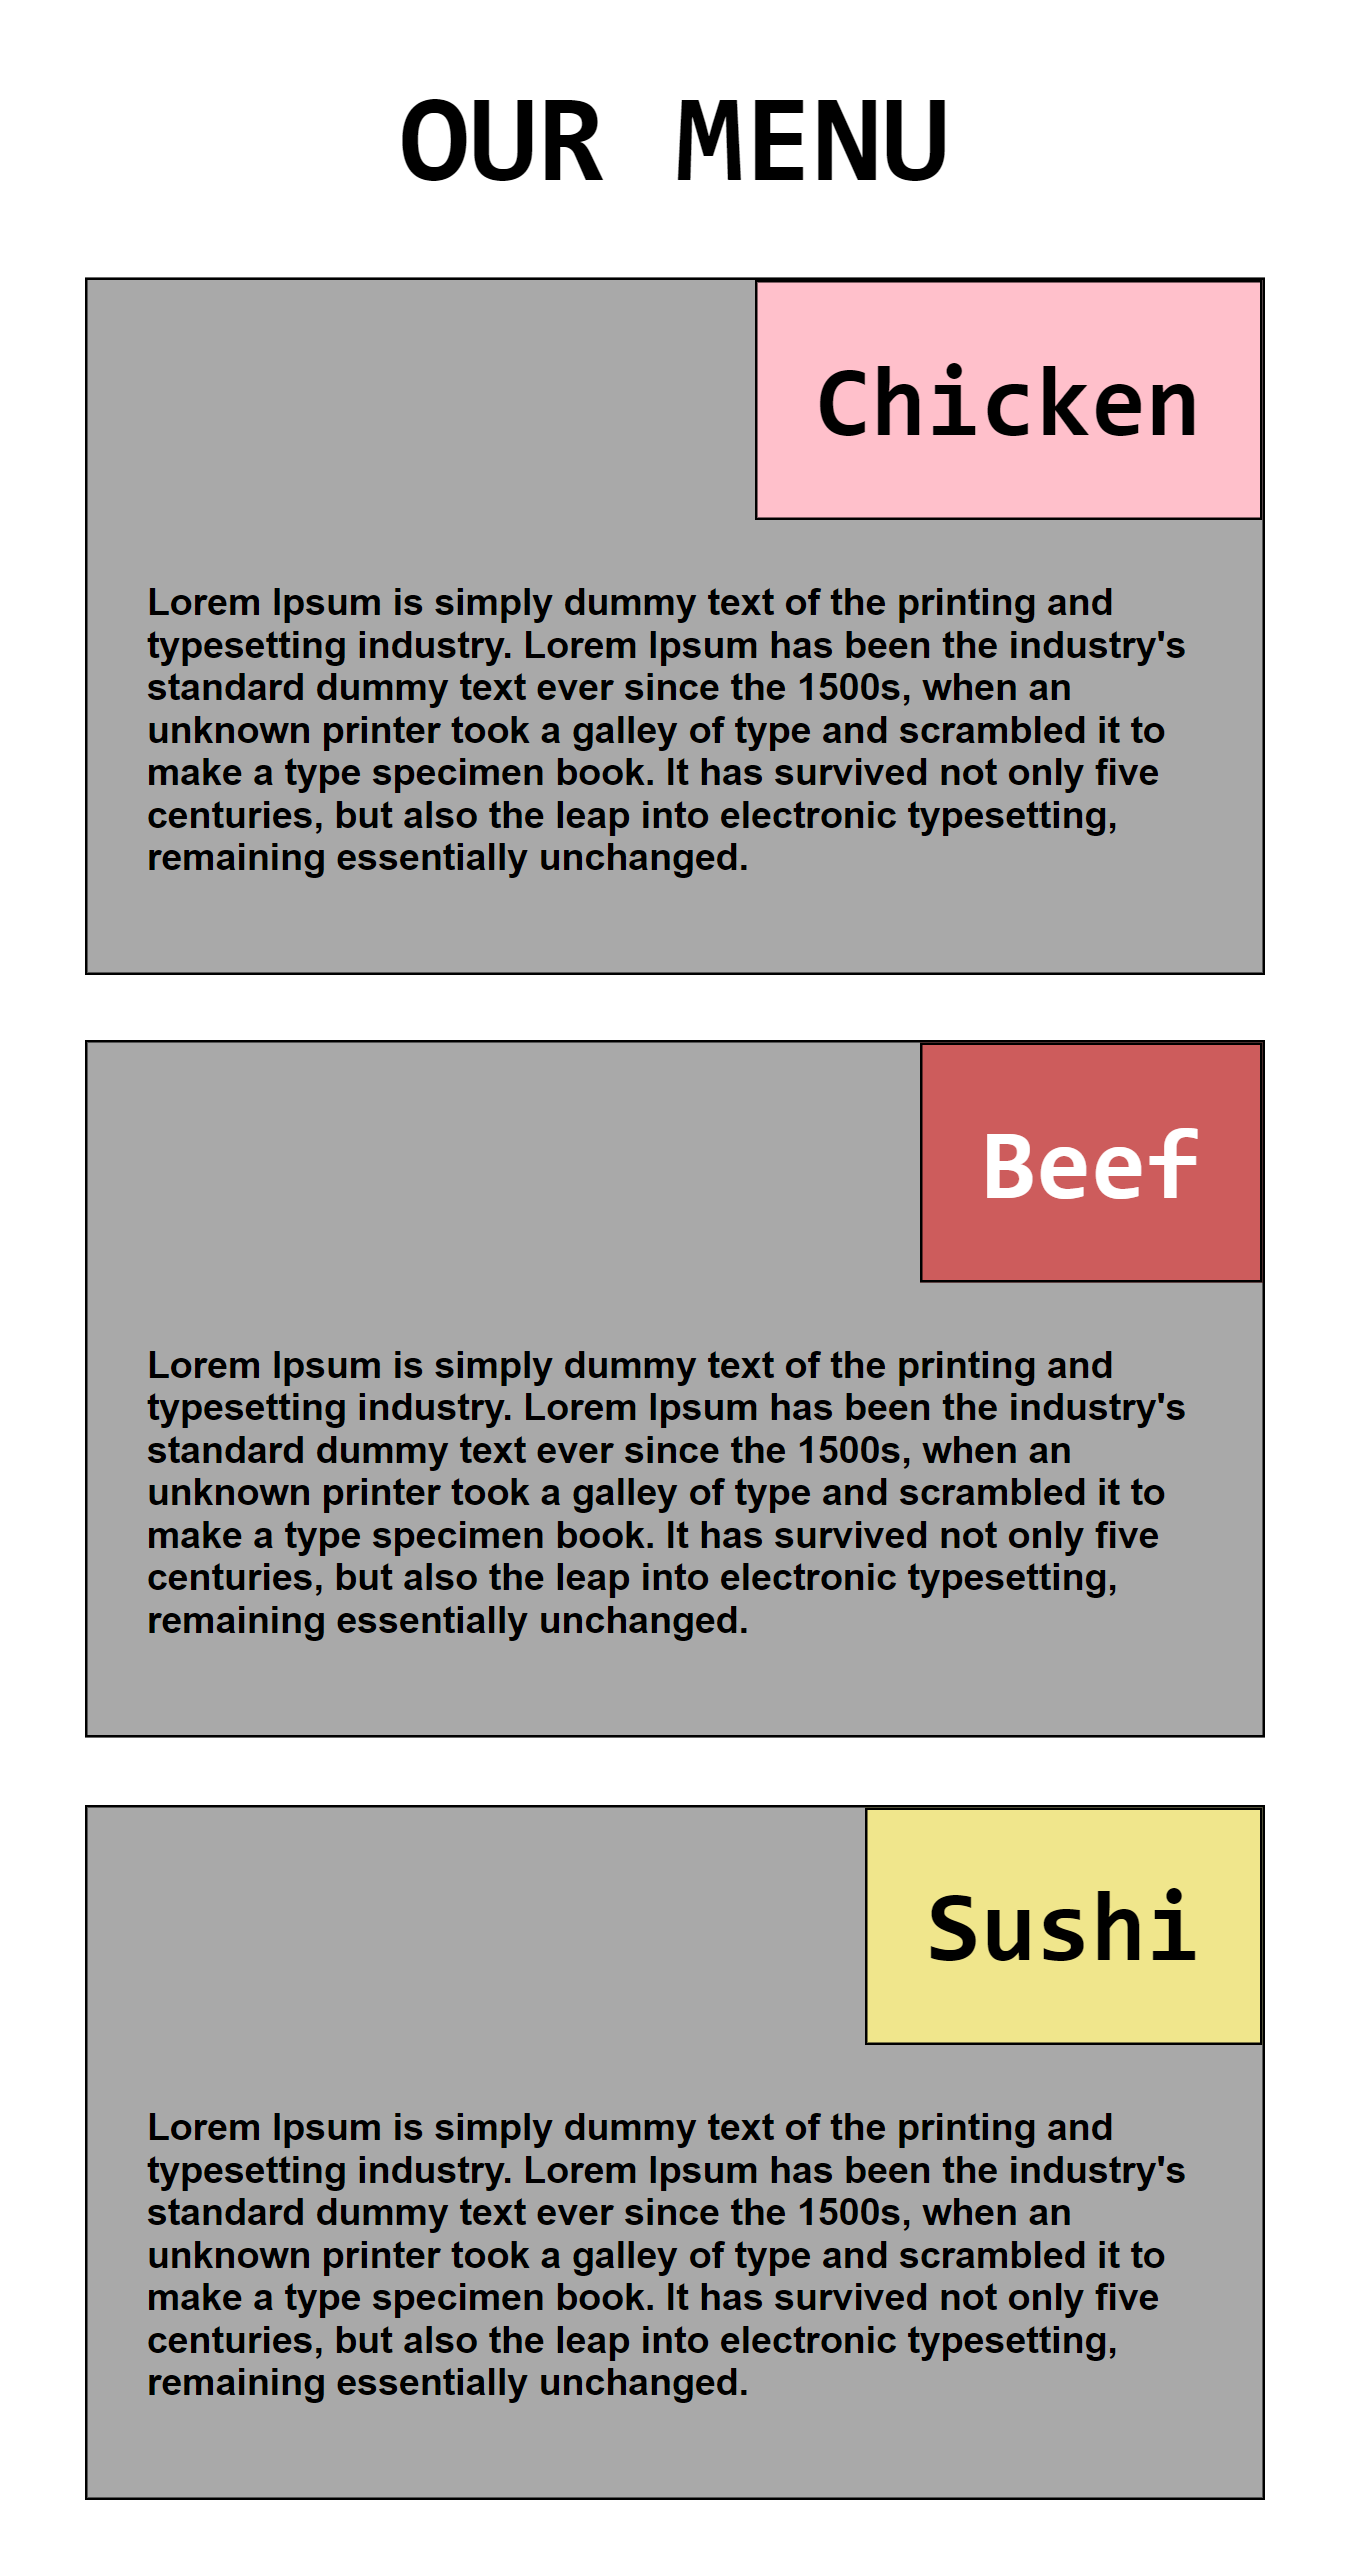 OUR MENU
Chicken
Lorem Ipsum is simply dummy text of the printing and
typesetting industry. Lorem Ipsum has been the industry's
standard dummy text ever since the 1500s, when an
unknown printer took a galley of type and scrambled it to
make a type specimen book. It has survived not only five
centuries, but also the leap into electronic typesetting,
remaining essentially unchanged.
Beef
Lorem Ipsum is simply dummy text of the printing and
typesetting industry. Lorem Ipsum has been the industry's
standard dummy text ever since the 1500s, when an
unknown printer took a galley of type and scrambled it to
make a type specimen book. It has survived not only five
centuries, but also the leap into electronic typesetting,
remaining essentially unchanged.
Sushi
Lorem Ipsum is simply dummy text of the printing and
typesetting industry. Lorem Ipsum has been the industry's
standard dummy text ever since the 1500s, when an
unknown printer took a galley of type and scrambled it to
make a type specimen book. It has survived not only five
centuries, but also the leap into electronic typesetting,
remaining essentially unchanged.